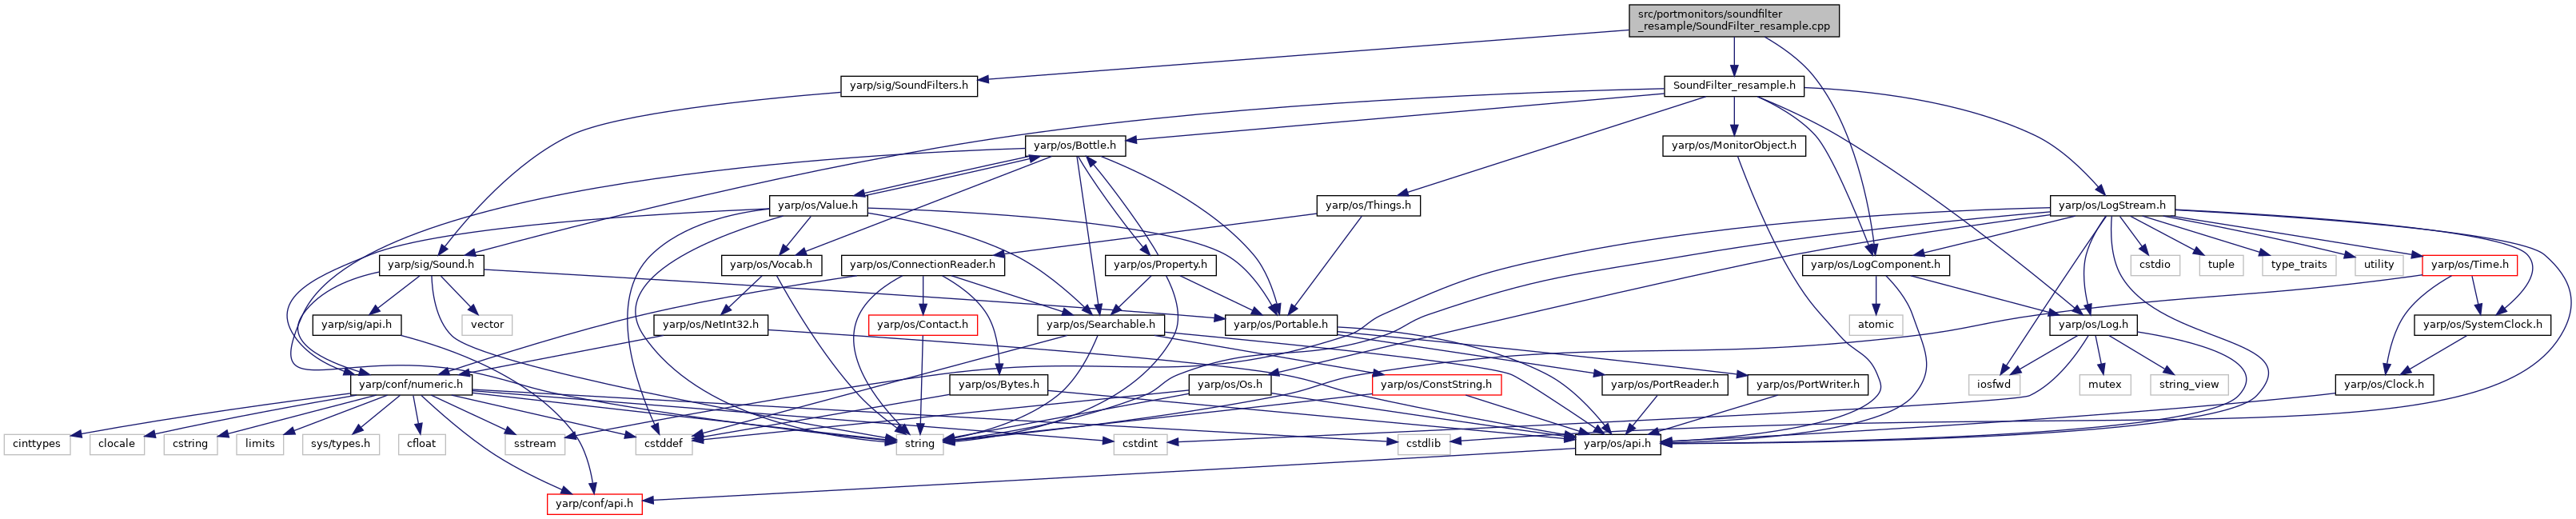 src/portmonitors/soundfilter
_resample/SoundFilter_resample.cpp
yarp/sig/SoundFilters.h
SoundFilter_resample.h
yarp/os/Bottle.h
yarp/os/MonitorObject.h
yarp/os/Value.h
yarp/os/Things.h
yarp/os/LogStream.h
yarp/sig/Sound.h
yarp/os/Vocab.h
yarp/os/ConnectionReader.h
yarp/os/Property.h
yarp/os/LogComponent.h
cstdio
tuple
type_traits
utility
yarp/os/Time.h
yarp/sig/api.h
vector
yarp/os/NetInt32.h
yarp/os/Contact.h
yarp/os/Searchable.h
yarp/os/Portable.h
atomic
yarp/os/Log.h
yarp/os/SystemClock.h
yarp/conf/numeric.h
yarp/os/Bytes.h
yarp/os/Os.h
yarp/os/ConstString.h
yarp/os/PortReader.h
yarp/os/PortWriter.h
iosfwd
mutex
string_view
yarp/os/Clock.h
cinttypes
clocale
cstring
limits
sys/types.h
cfloat
sstream
cstddef
string
cstdint
cstdlib
yarp/os/api.h
yarp/conf/api.h